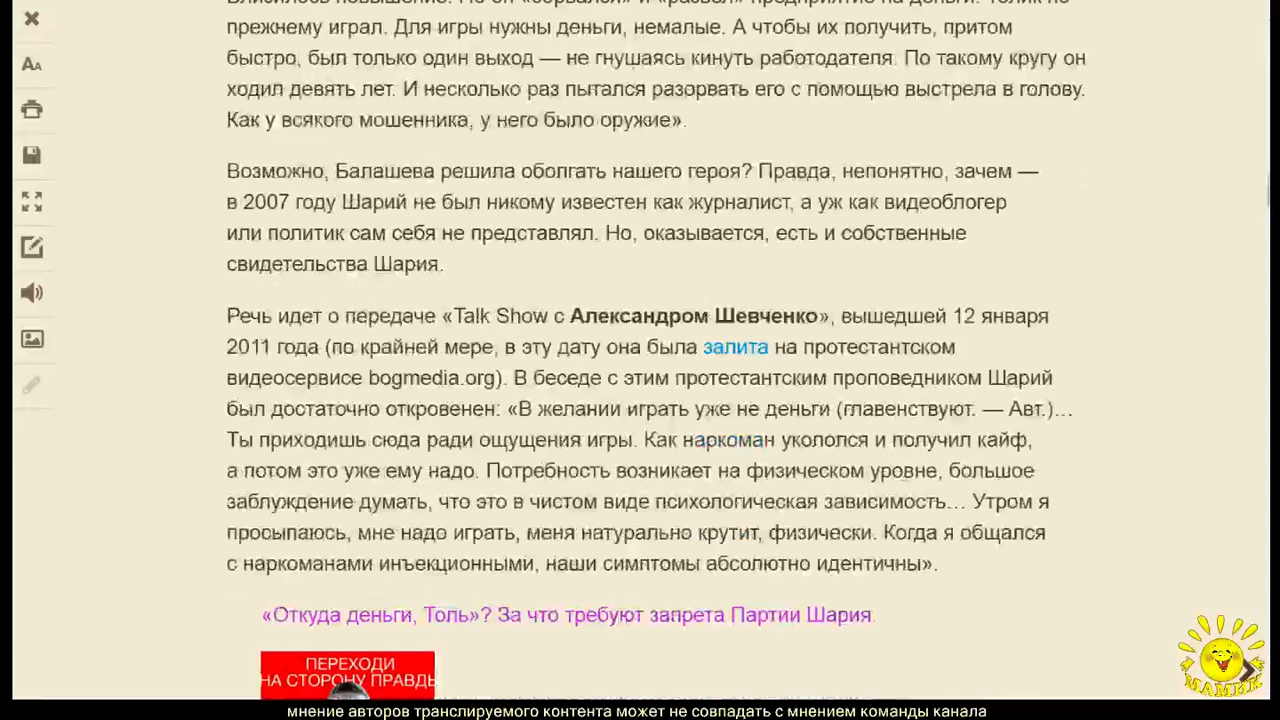 прежнему играл. Для игры нужны деньги, немалые. А чтобы их получить, притом
быстро, был только один выход — не гнушаясь кинуть работодателя. По такому кругу он
ходил девять лет. И несколько раз пытался разорвать его с помощью выстрела в голову.
Как у всякого мошенника, у него было оружие».
Возможно, Балашева решила оболгать нашего героя? Правда, непонятно, зачем —
в 2007 году Шарий не был никому известен как журналист, а уж как видеоблогер
или политик сам себя не представлял. Но, оказывается, есть и собственные
свидетельства Шария.
Речь идет о передаче «Talk Show с Александром Шевченко», вышедшей 12 января
2011 года (по крайней мере, в эту дату она была залита на протестантском
видеосервисе bogmedia.org). В беседе с этим протестантским проповедником Шарий
был достаточно откровенен: «В желании играть уже не деньги (главенствуют. — Авт.)…
Ты приходишь сюда ради ощущения игры. Как наркоман укололся и получил кайф,
а потом это уже ему надо. Потребность возникает на физическом уровне, большое
заблуждение думать, что это в чистом виде психологическая зависимость… Утром я
просыпаюсь, мне надо играть, меня натурально крутит, физически. Когда я общался
с наркоманами инъекционными, наши симптомы абсолютно идентичны».
«Откуда деньги, Толь»? За что требуют запрета Партии Шария
ПЕРЕХОДИ
НА СТОРОНУ ПРАВДЫ
МАМИК
мнение авторов транслируемого контента может не совпадать с мнением команды канала